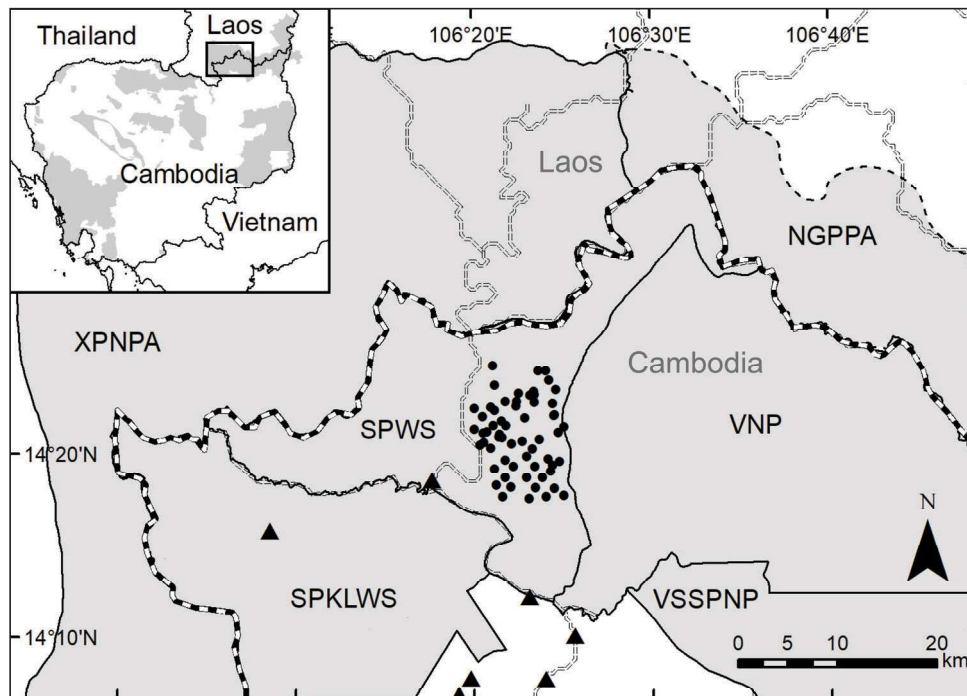 106°20'E 106°30'E 106°40'E
Thailand
Laos
Cambodia
Vietnam
Laos
NGPPA
XPNPA
Cambodia
SPWS
VNP
14°20'N
N
SPKLWS
VSSPNP
14°10'N
0 5 10 20
km